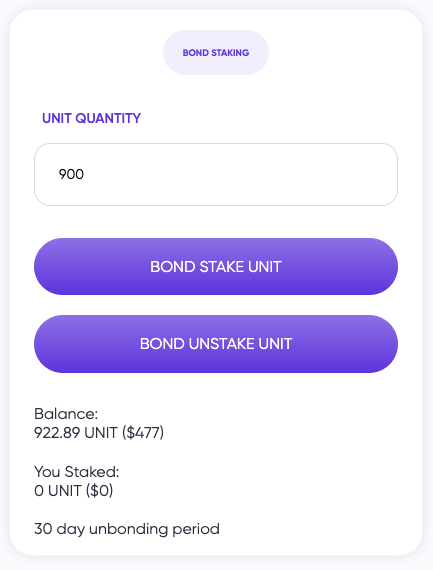 BOND STAKING
UNIT QUANTITY
900
BOND STAKE UNIT
BOND UNSTAKE UNIT
Balance:
922.89 UNIT ($477)
You Staked:
0 UNIT ($0)
30 day unbonding period